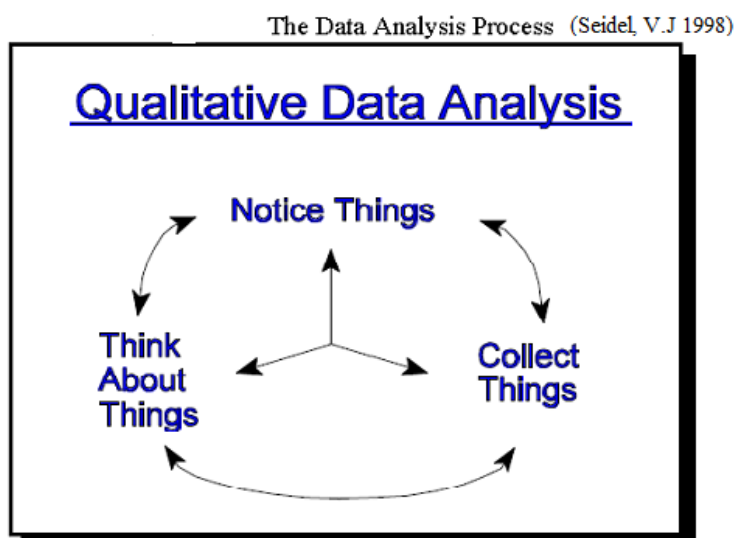 The Data Analysis Process (Seidel, V.J 1998)
Qualitative Data Analysis
Notice Things
Think
About
Things
Collect
Things